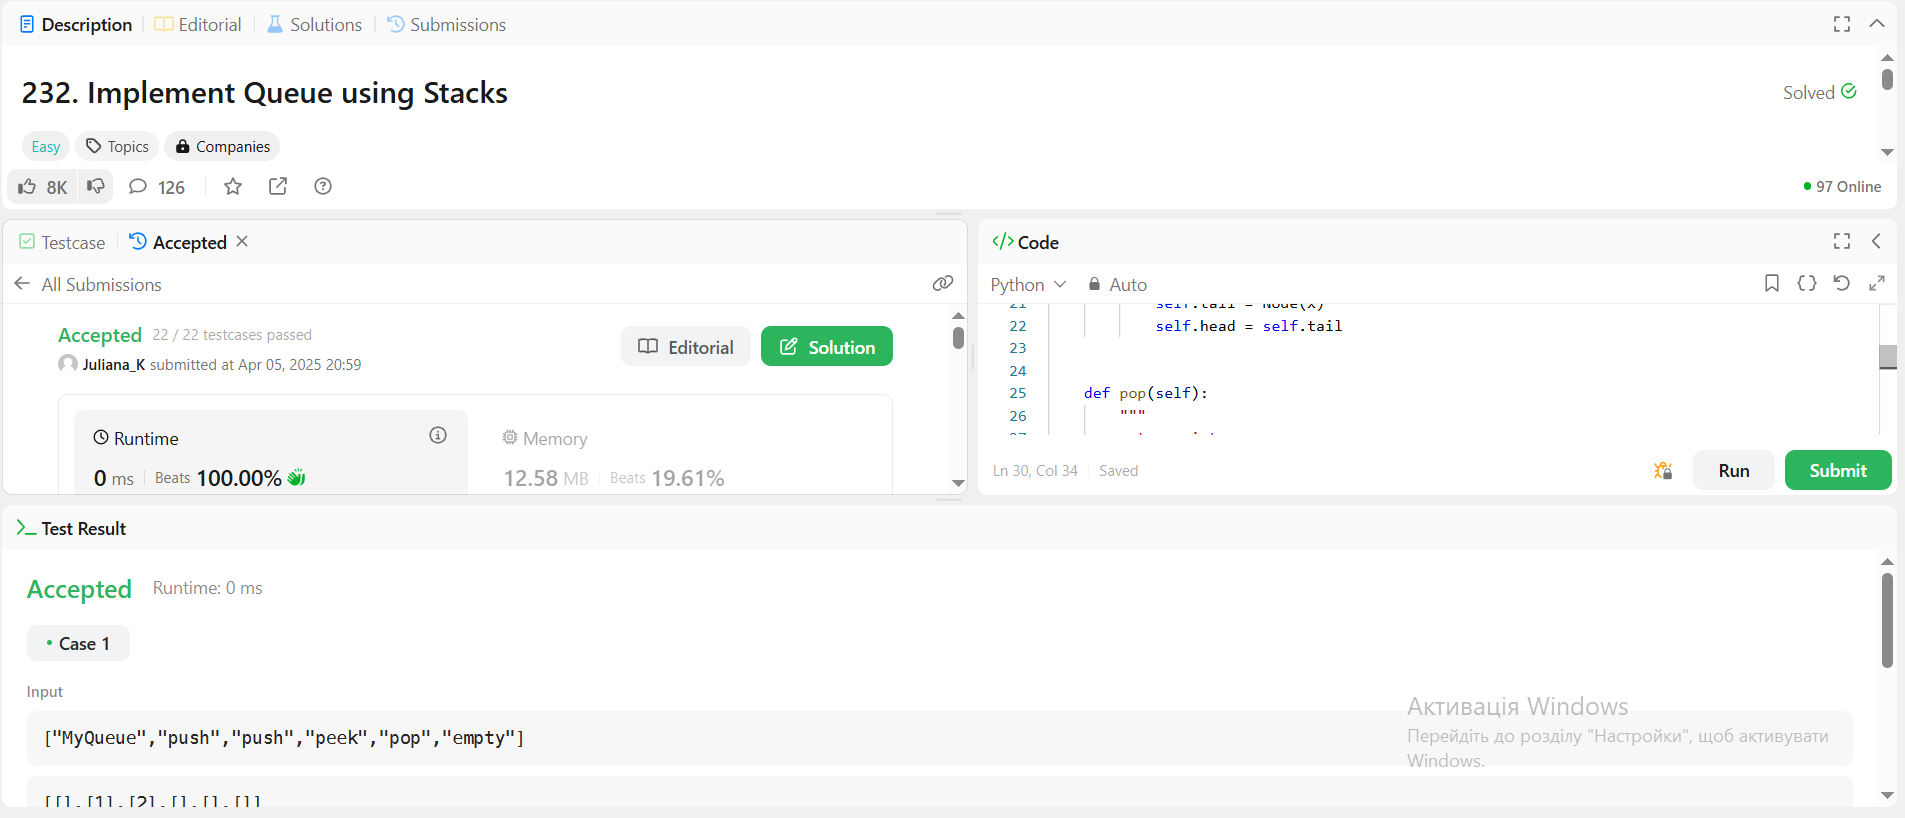 Description Editorial Solutions Submissions
232. Implement Queue using Stacks
Solved
Easy Topics Companies
8K 126
97 Online
Testcase Accepted
All Submissions
Accepted 22 / 22 testcases passed
Juliana_K submitted at Apr 05, 2025 20:59
Editorial Solution
Runtime
0 ms Beats 100.00%
Memory
12.58 MB Beats 19.61%
</> Code
Python Auto
21 self.tail = Node(x)
22 self.head = self.tail
23
24
25 def pop(self):
26 """
Ln 30, Col 34 Saved
Run Submit
Test Result
Accepted Runtime: 0 ms
Case 1
Input
["MyQueue","push","push","peek","pop","empty"]
[[],[1],[2],[],[],[]]
Активація Windows
Перейдіть до розділу "Настройки", щоб активувати
Windows.